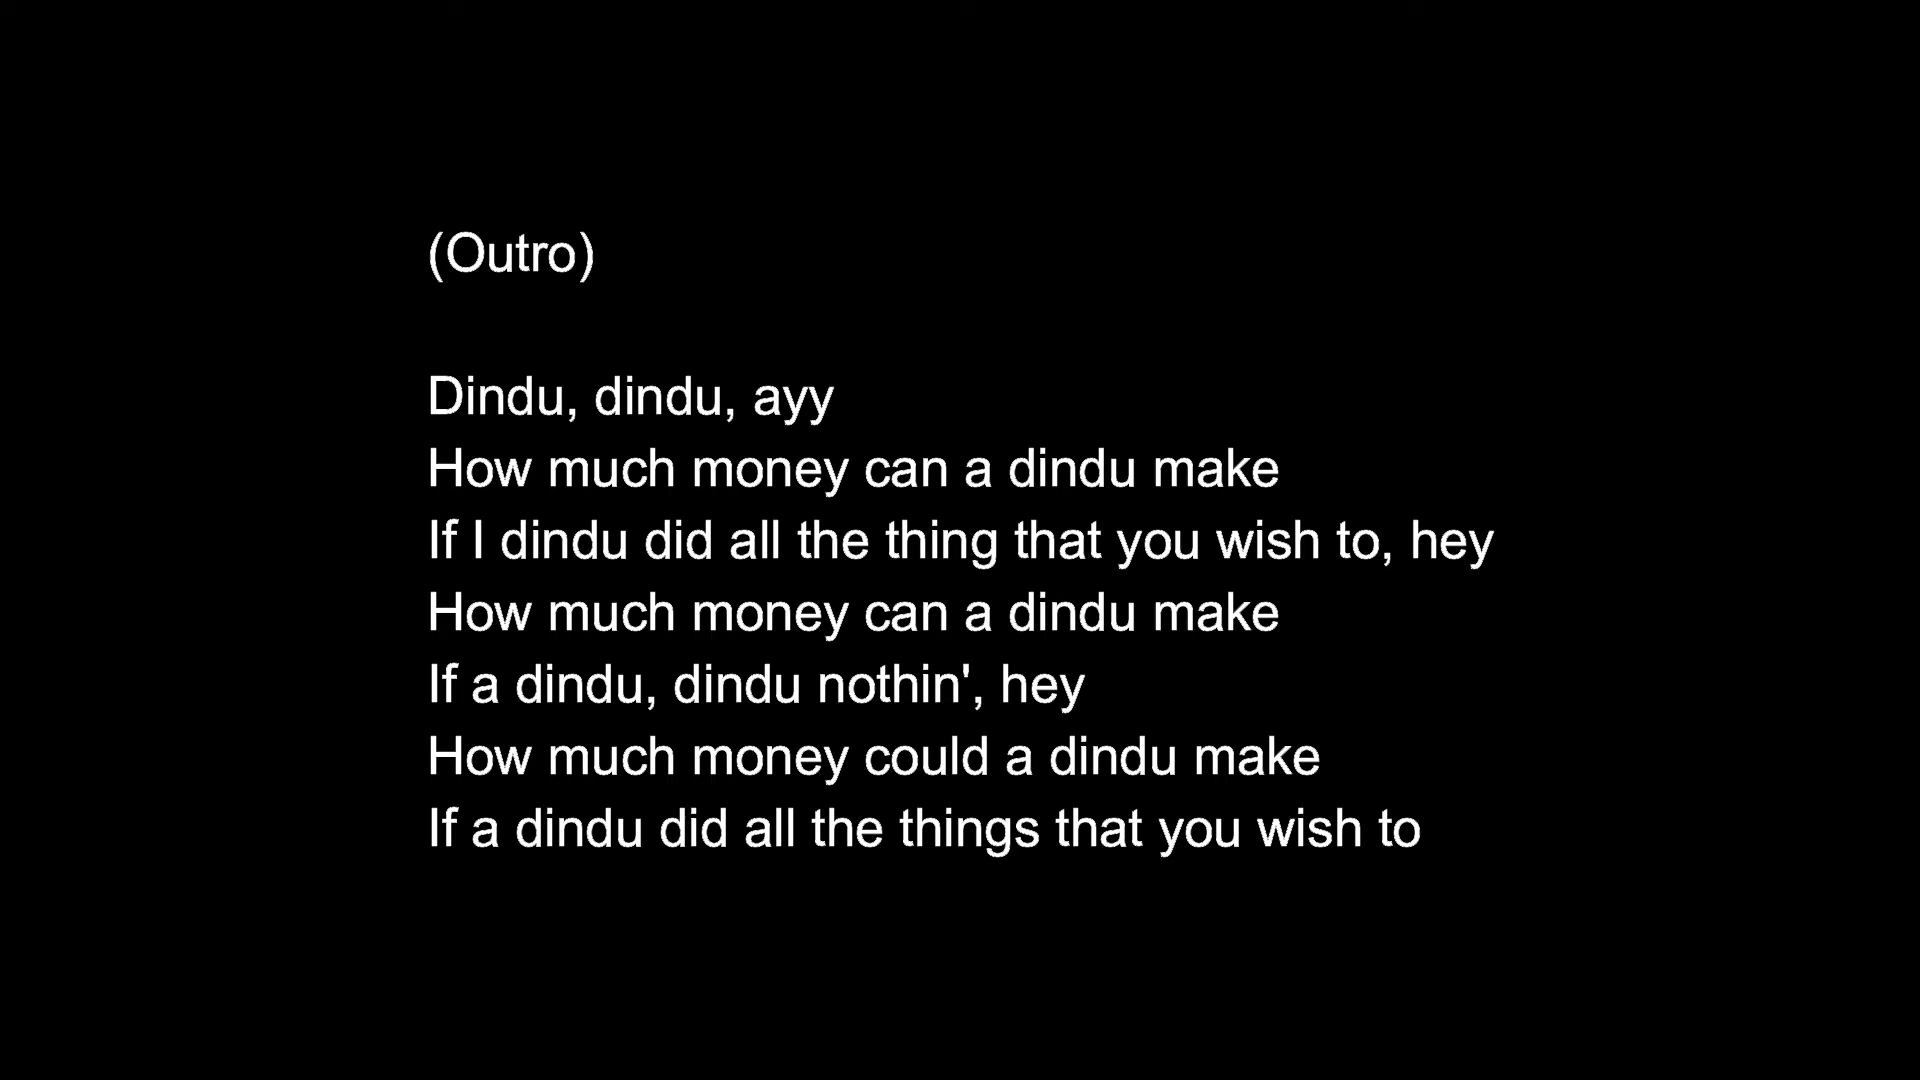 (Outro)
Dindu, dindu, ayy
How much money can a dindu make
If I dindu did all the thing that you wish to, hey
How much money can a dindu make
If a dindu, dindu nothin', hey
How much money could a dindu make
If a dindu did all the things that you wish to